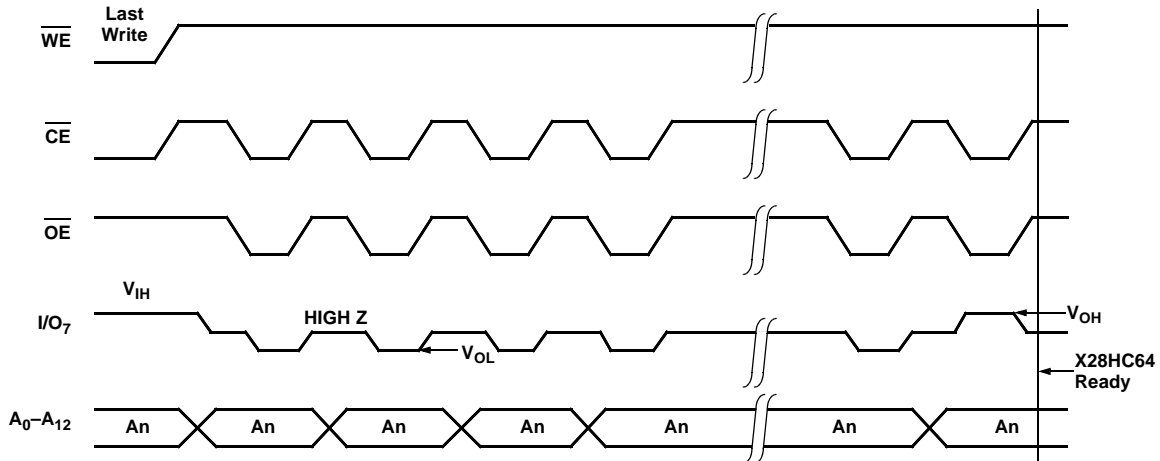 Last
Write
WE
CE
OE
VIH
I/O7
HIGH Z
VOL
VOH
X28HC64
Ready
A0–A12
An An An An An An An